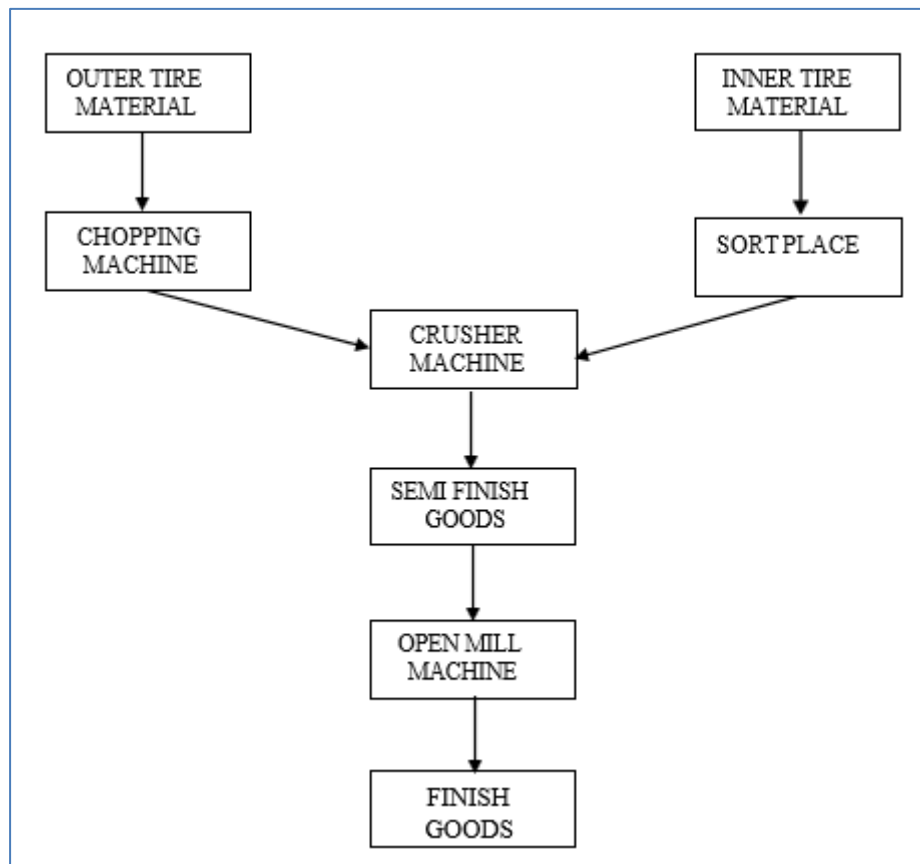 OUTER TIRE
MATERIAL
INNER TIRE
MATERIAL
CHOPPING
MACHINE
SORT PLACE
CRUSHER
MACHINE
SEMI FINISH
GOODS
OPEN MILL
MACHINE
FINISH
GOODS